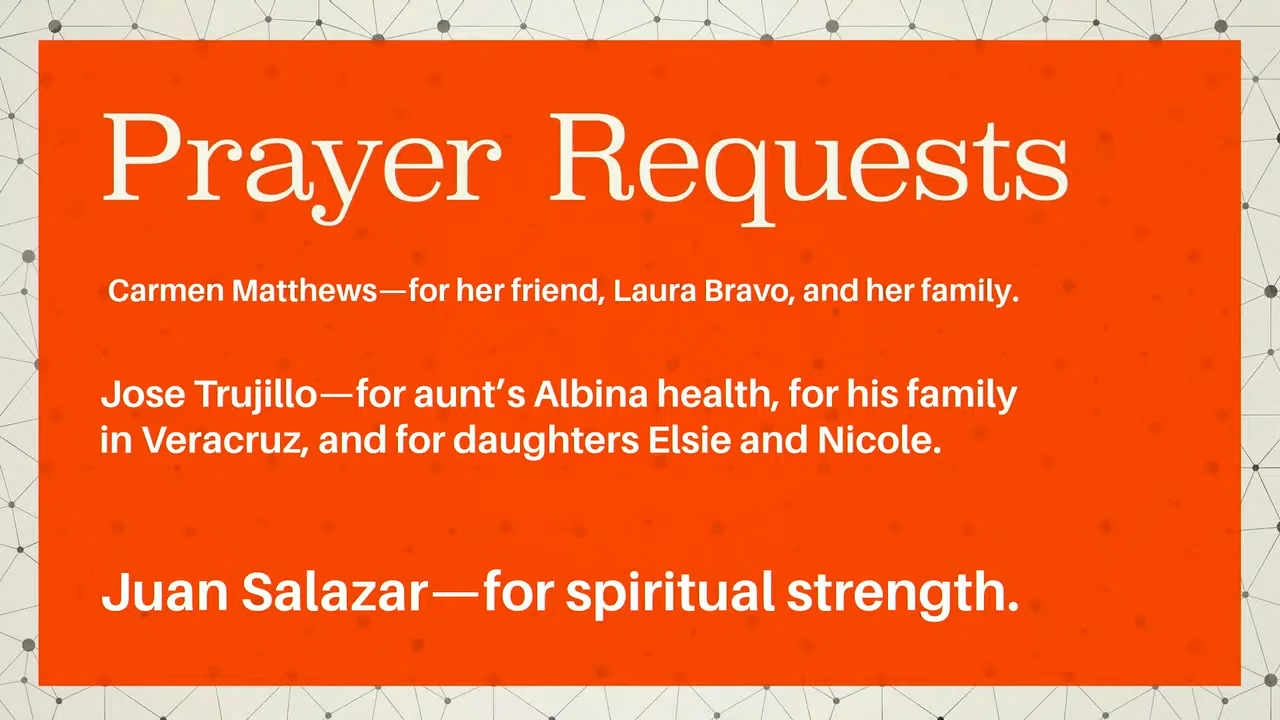 Prayer Requests
Carmen Matthews—for her friend, Laura Bravo, and her family.
Jose Trujillo—for aunt’s Albina health, for his family
in Veracruz, and for daughters Elsie and Nicole.
Juan Salazar—for spiritual strength.